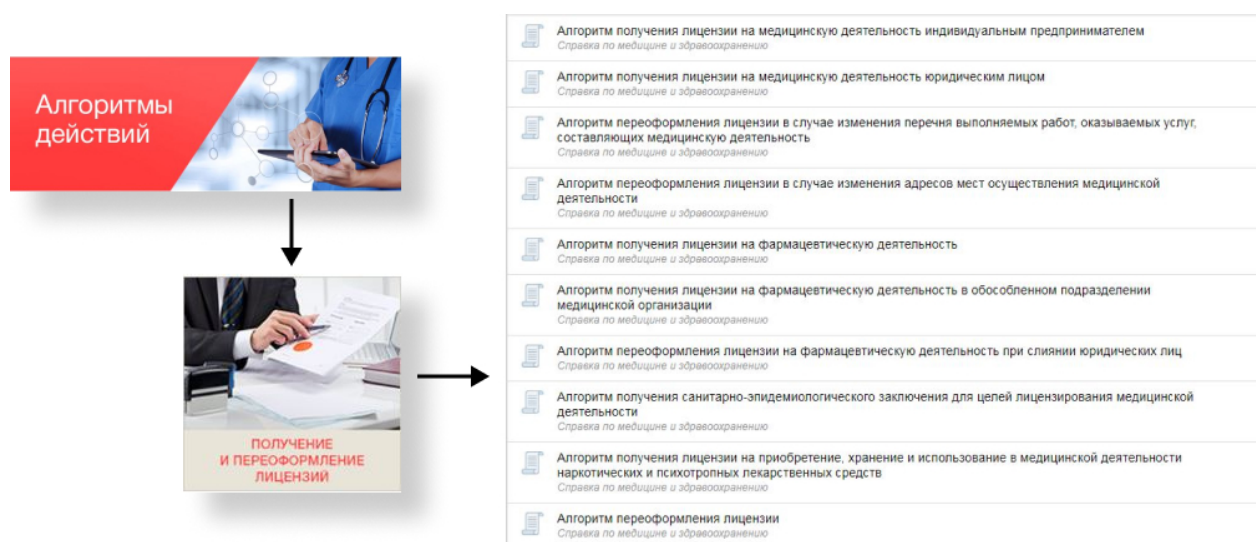 Алгоритмы
действий
ПОЛУЧЕНИЕ
И ПЕРЕОФОРМЛЕНИЕ
ЛИЦЕНЗИЙ
Алгоритм получения лицензии на медицинскую деятельность индивидуальным предпринимателем
Справка по медицине и здравоохранению
Алгоритм получения лицензии на медицинскую деятельность юридическим лицом
Справка по медицине и здравоохранению
Алгоритм переоформления лицензии в случае изменения перечня выполняемых работ, оказываемых услуг,
составляющих медицинскую деятельность
Справка по медицине и здравоохранению
Алгоритм переоформления лицензии в случае изменения адресов мест осуществления медицинской
деятельности
Справка по медицине и здравоохранению
Алгоритм получения лицензии на фармацевтическую деятельность
Справка по медицине и здравоохранению
Алгоритм получения лицензии на фармацевтическую деятельность в обособленном подразделении
медицинской организации
Справка по медицине и здравоохранению
Алгоритм переоформления лицензии на фармацевтическую деятельность при слиянии юридических лиц
Справка по медицине и здравоохранению
Алгоритм получения санитарно-эпидемиологического заключения для целей лицензирования медицинской
деятельности
Справка по медицине и здравоохранению
Алгоритм получения лицензии на приобретение, хранение и использование в медицинской деятельности
наркотических и психотропных лекарственных средств
Справка по медицине и здравоохранению
Алгоритм переоформления лицензии
Справка по медицине и здравоохранению